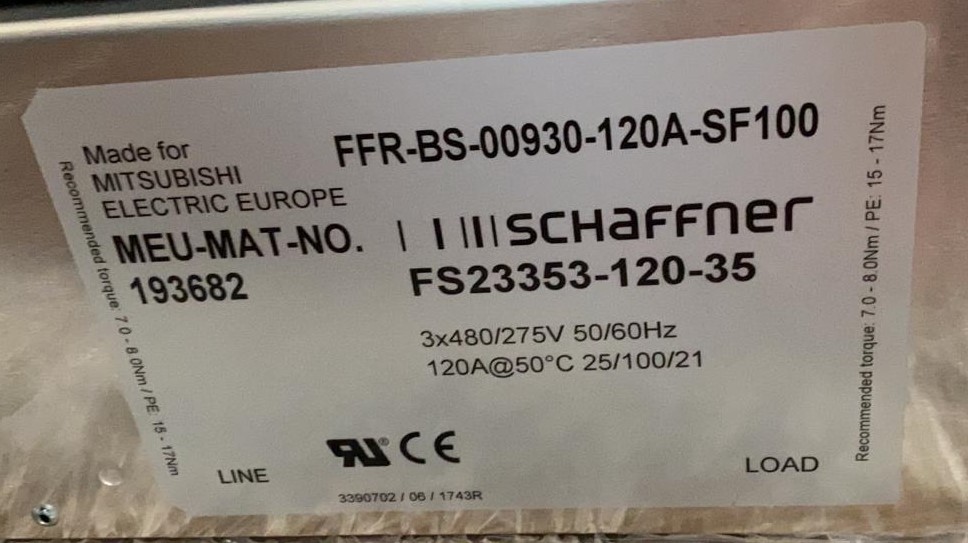 Made for
MITSUBISHI
ELECTRIC EUROPE
MEU-MAT-NO.
193682
FFR-BS-00930-120A-SF100
SCHAFFNER
FS23353-120-35
3x480/275V 50/60Hz
120A@50°C 25/100/21
Recommended torque: 7.0 - 8.0Nm / PE: 15 - 17Nm
LINE
RU® CE
3390702 / 06 / 1743R
LOAD
Recommended torque: 7.0 - 8.0Nm / PE: 15 - 17Nm